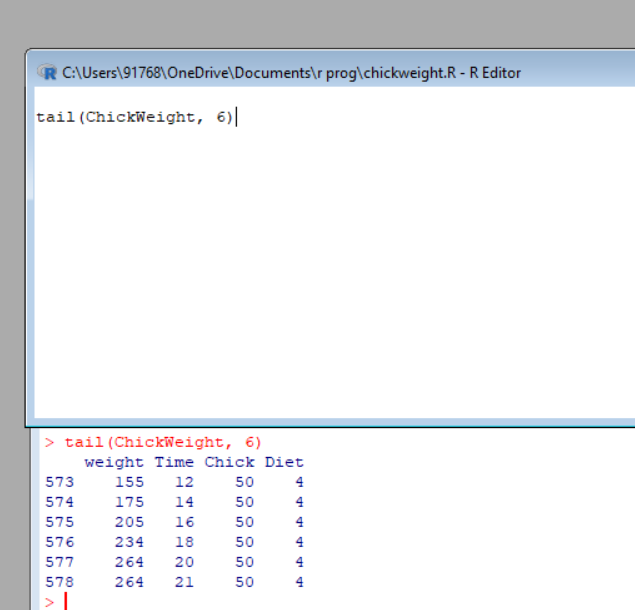 C:\Users\91768\OneDrive\Documents\r prog\chickweight.R - R Editor
tail(ChickWeight, 6)
> tail(ChickWeight, 6)
    weight Time Chick Diet
573    155   12    50    4
574    175   14    50    4
575    205   16    50    4
576    234   18    50    4
577    264   20    50    4
578    264   21    50    4
>